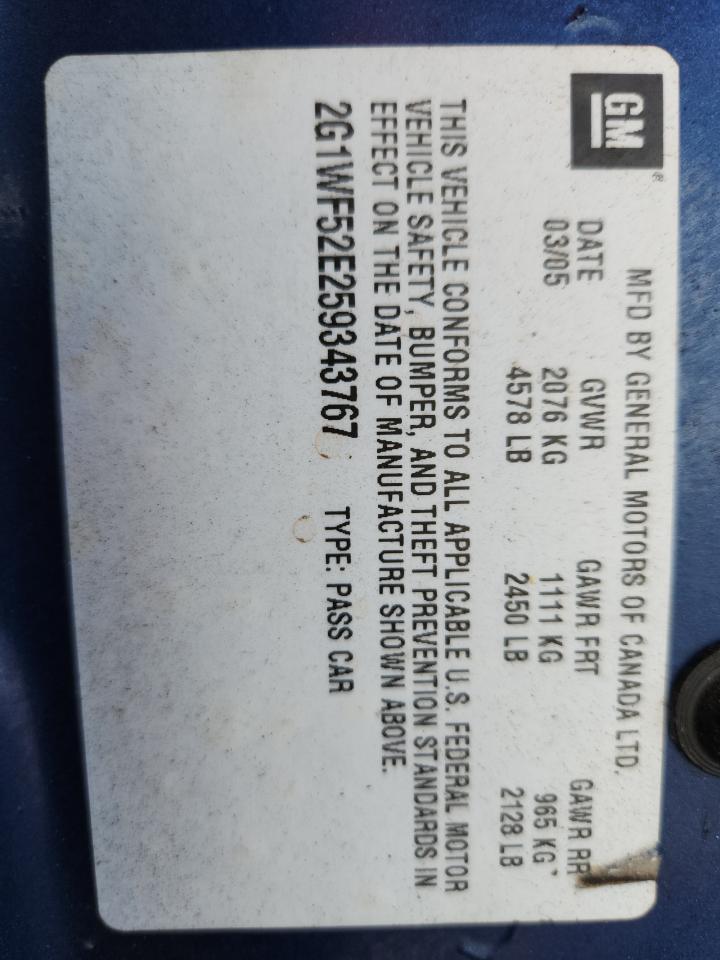 GM®
MFD BY GENERAL MOTORS OF CANADA LTD.
DATE GVWR GAWR FRT GAWR RR
03/05 2076 KG 1111 KG 965 KG
4578 LB 2450 LB 2128 LB
THIS VEHICLE CONFORMS TO ALL APPLICABLE U.S. FEDERAL MOTOR
VEHICLE SAFETY, BUMPER, AND THEFT PREVENTION STANDARDS IN
EFFECT ON THE DATE OF MANUFACTURE SHOWN ABOVE.
2G1WF52E259343767 TYPE: PASS CAR